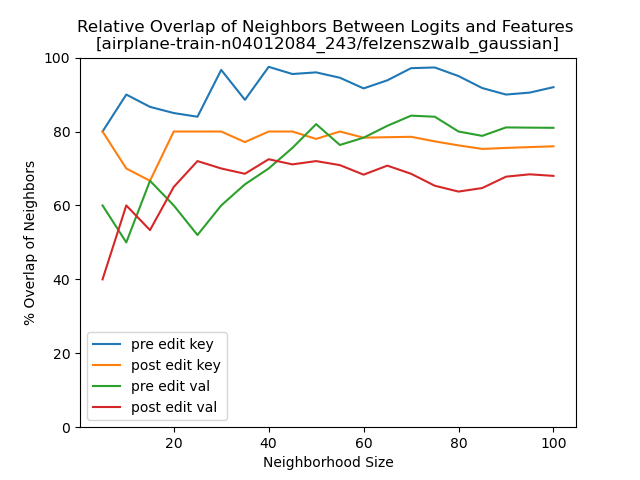 Relative Overlap of Neighbors Between Logits and Features
[airplane-train-n04012084_243/felzenszwalb_gaussian]
% Overlap of Neighbors
100
80
60
40
20
0
pre edit key
post edit key
pre edit val
post edit val
20 40 60 80 100
Neighborhood Size